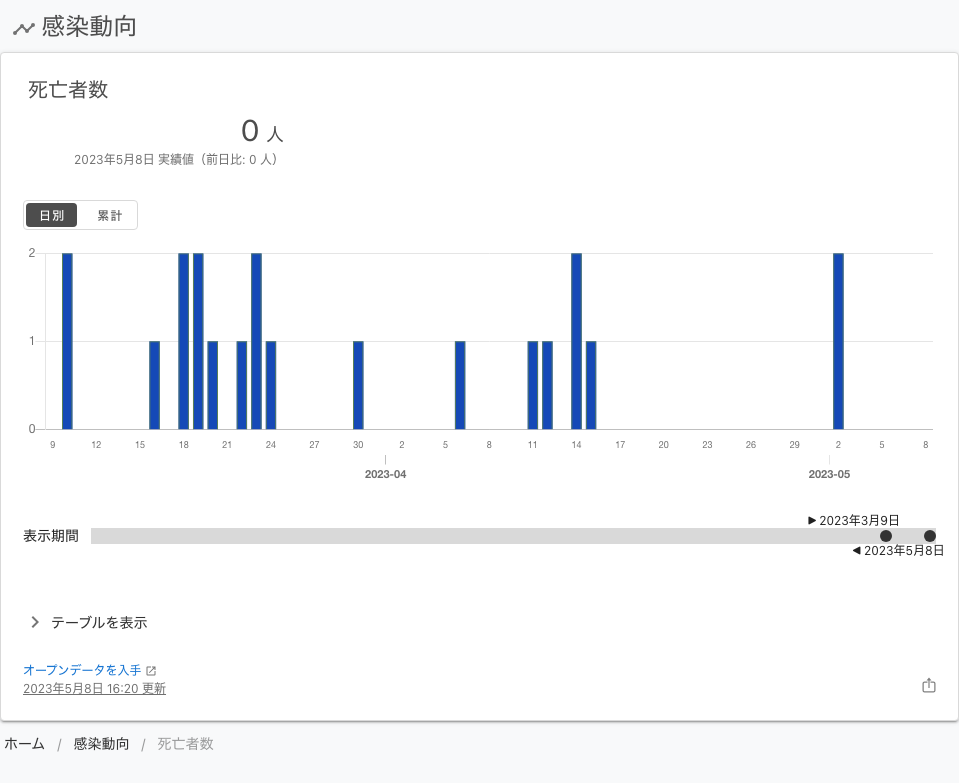 感染動向
死亡者数
0 人
2023年5月8日 実績値（前日比: 0 人）
日別 累計
2
1
0
9 12 15 18 21 24 27 30 2 5 8 11 14 17 20 23 26 29 2 5 8
2023-04 2023-05
▶ 2023年3月9日
表示期間
◀ 2023年5月8日
テーブルを表示
オープンデータを入手
2023年5月8日 16:20 更新
ホーム / 感染動向 / 死亡者数